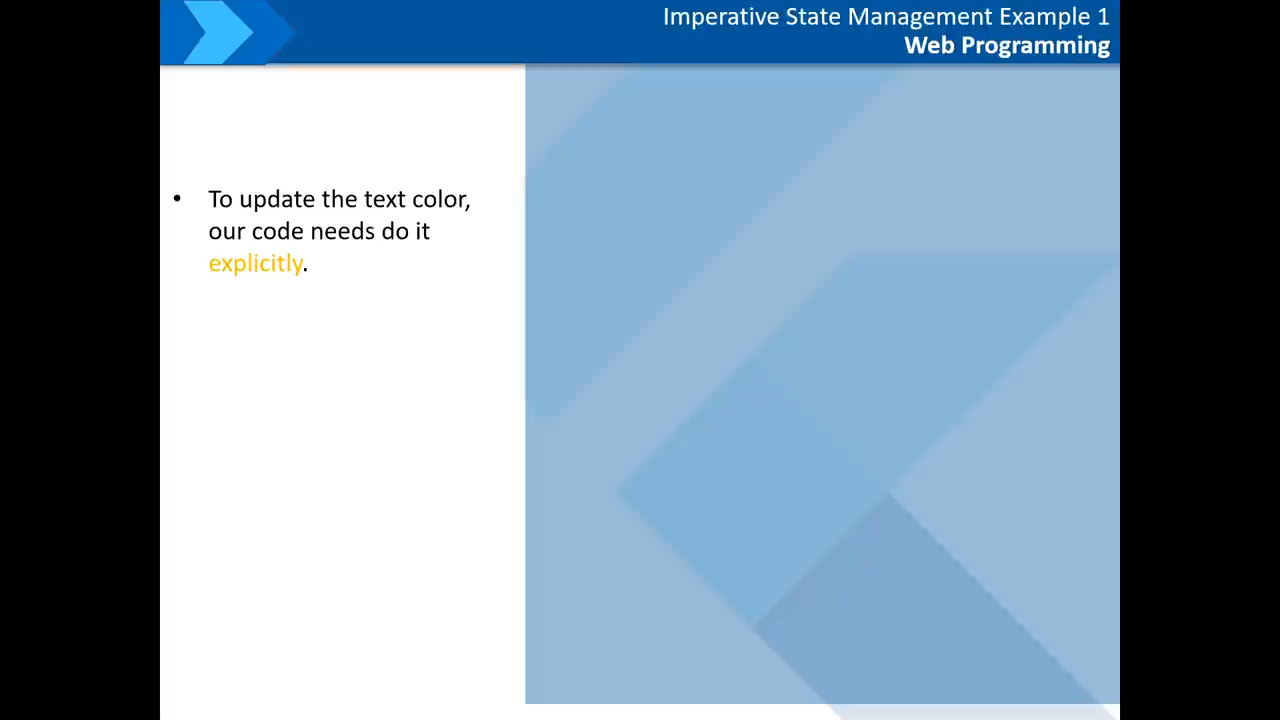 Imperative State Management Example 1
Web Programming
• To update the text color,
our code needs do it
explicitly.